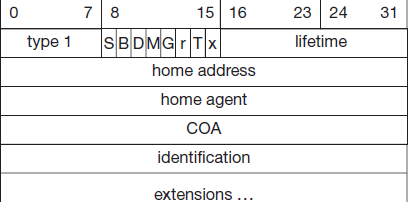 0 7 8 15 16 23 24 31
type 1 S B D M G r T x lifetime
home address
home agent
COA
identification
extensions …